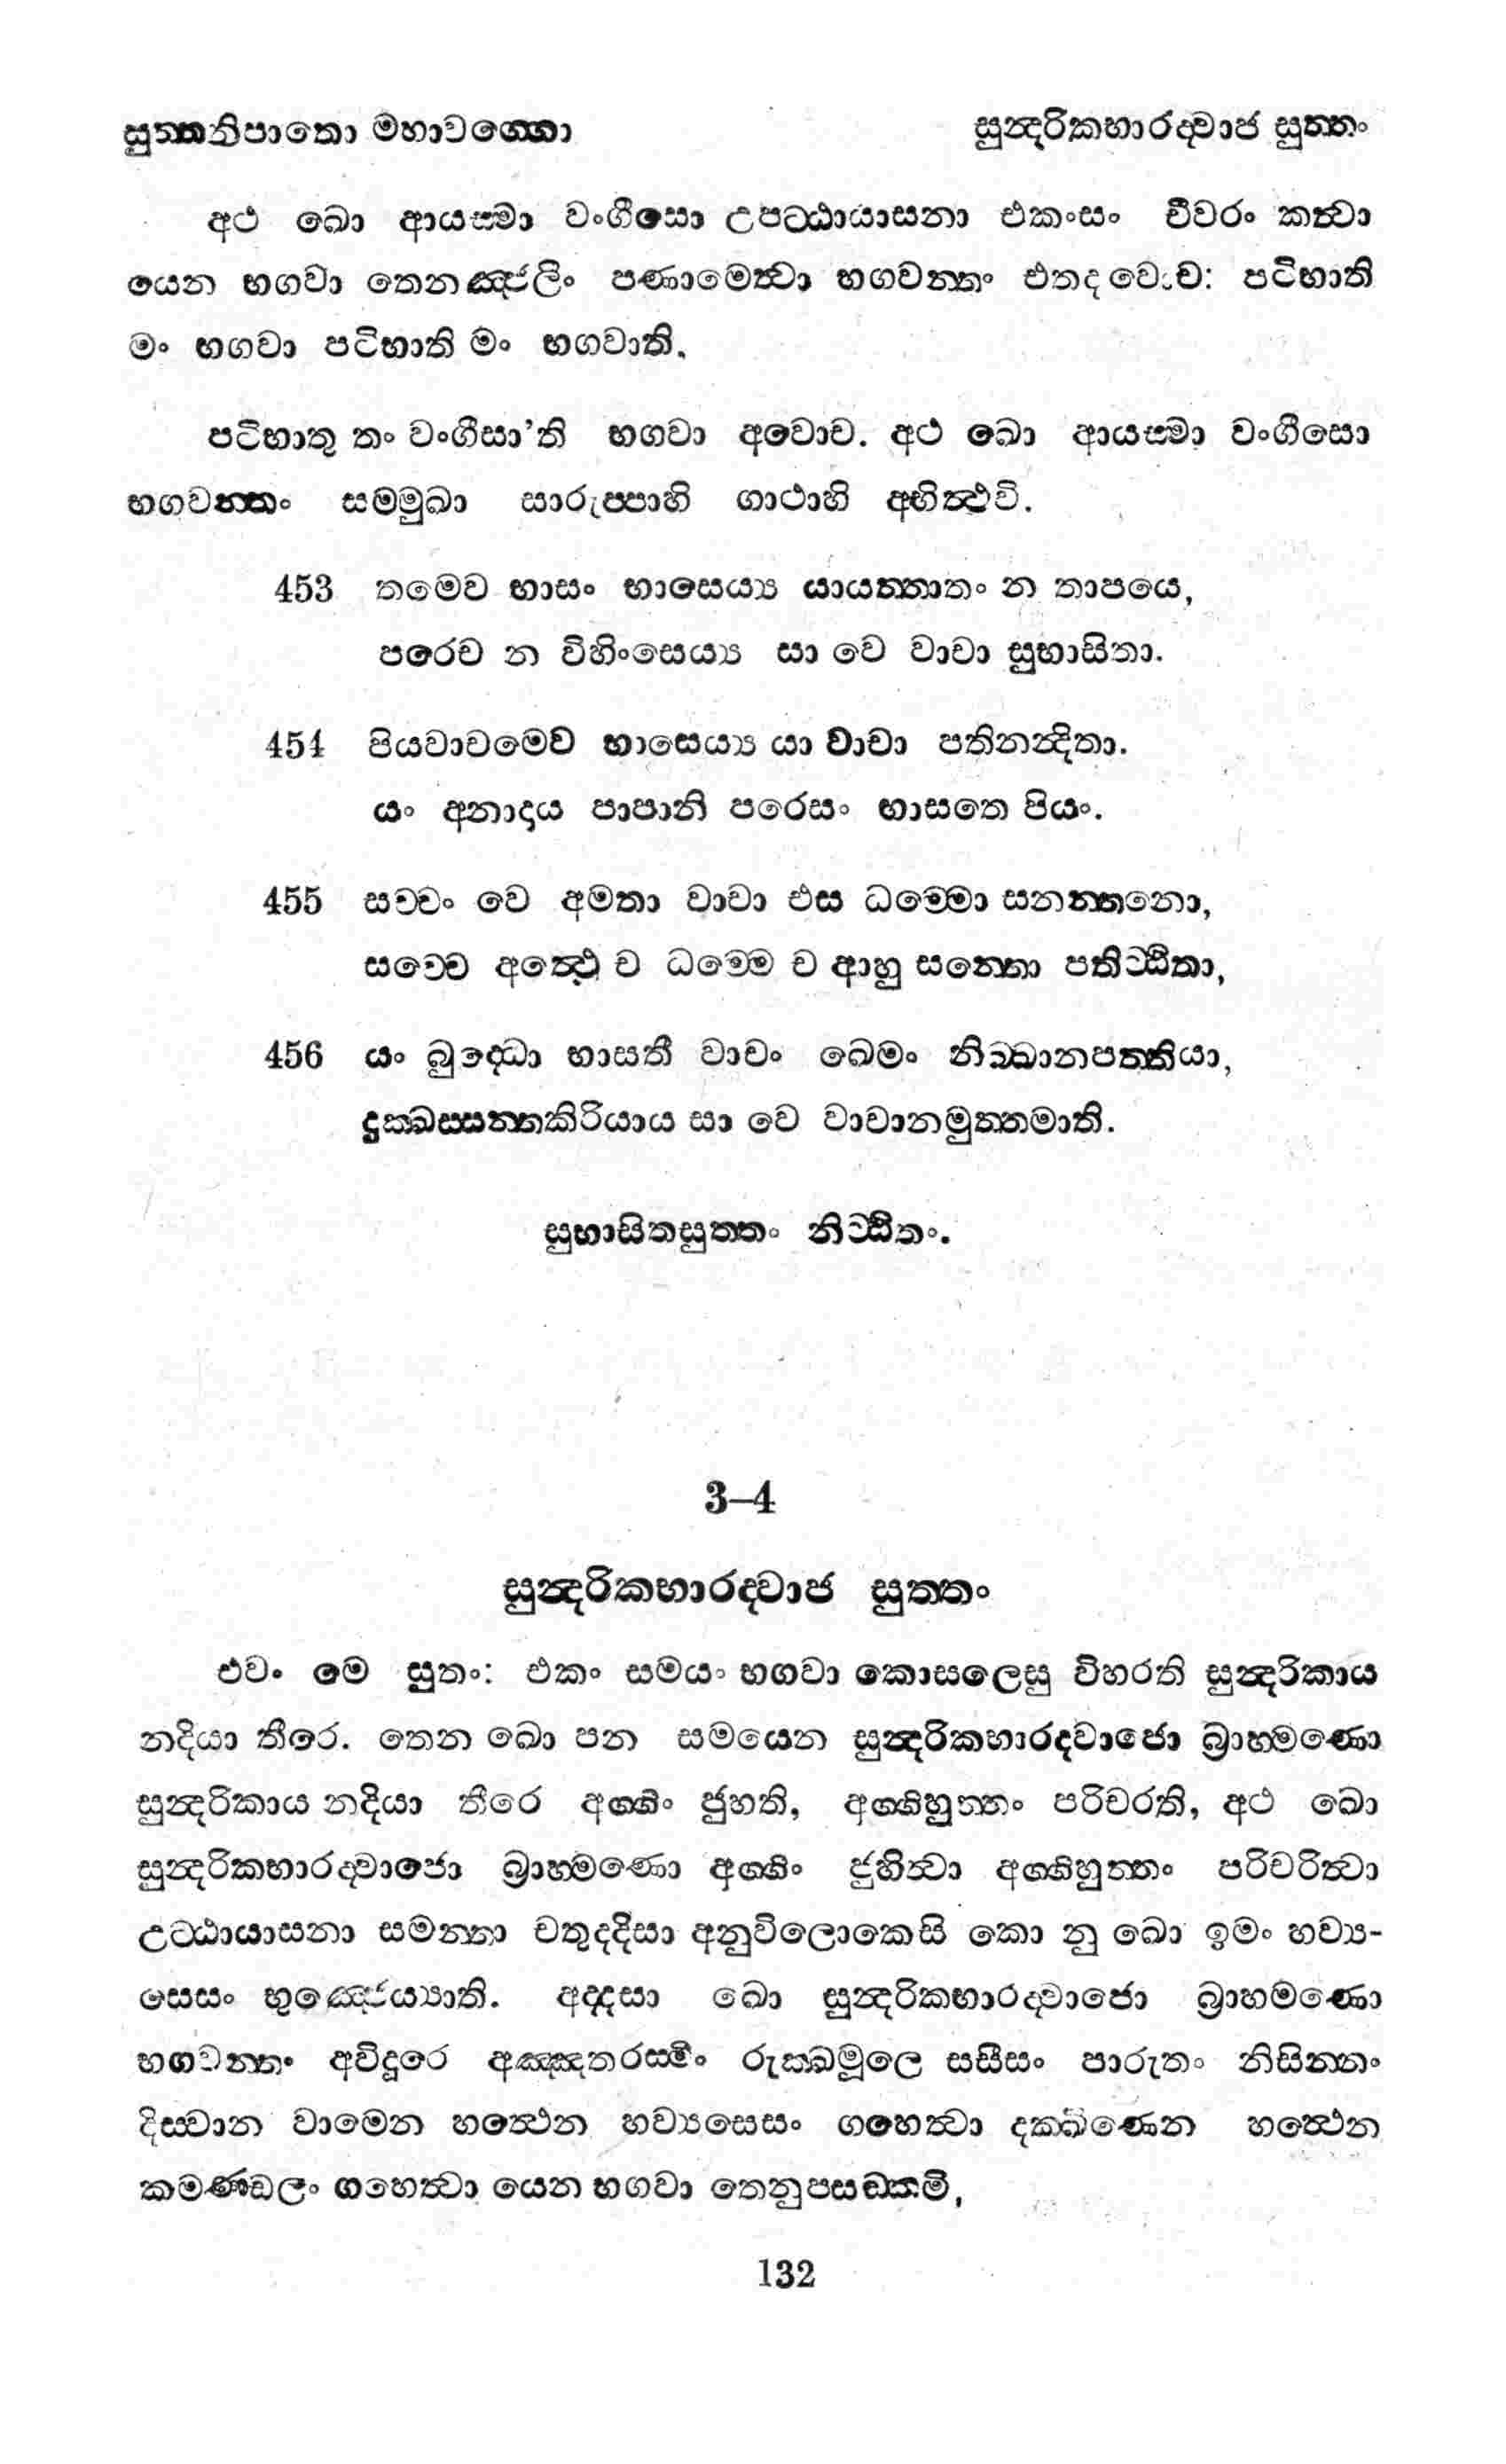 සුත්තනිපාතො මහාවග්ගො
සුන්දරිකභාරද්වාජ සුත්තං
අථ ඛො ආයස්මා වංගීසො උපට්ඨායාසනා එකංසං චීවරං කත්වා
යෙන භගවා තෙනඤ්ජලිං පණාමෙත්වා භගවන්තං එතදවොච: පටිභාති
මං භගවා පටිභාති මං භගවාති.
පටිභාතු තං වංගීසා’ති භගවා අවොච. අථ ඛො ආයස්මා වංගීසො
භගවන්තං සම්මුඛා සාරුප්පාහි ගාථාහි අභිත්ථවි.
453 තමෙව භාසං භාසෙය්‍ය යායත්තානං න තාපයෙ,
පරෙච න විහිංසෙය්‍ය සා වෙ වාචා සුභාසිතා.
454 පියවාචමෙව භාසෙය්‍ය යා වාචා පතිනන්දිතා.
යං අනාදාය පාපානි පරෙසං භාසතෙ පියං.
455 සච්චං වෙ අමතා වාචා එස ධම්මො සනන්තනො,
සච්චෙ අත්ථෙ ච ධම්මෙ ච ආහු සන්තො පතිට්ඨිතා,
456 යං බුද්ධො භාසතී වාචං ඛෙමං නිබ්බානපත්තියා,
දුක්ඛස්සන්තකිරියාය සා වෙ වාචානමුත්තමාති.
සුභාසිතසුත්තං නිට්ඨිතං.
3–4
සුන්දරිකභාරද්වාජ සුත්තං
එවං මෙ සුතං: එකං සමයං භගවා කොසලෙසු විහරති සුන්දරිකාය
නදියා තීරෙ. තෙන ඛො පන සමයෙන සුන්දරිකභාරද්වාජො බ්‍රාහ්මණො
සුන්දරිකාය නදියා තීරෙ අග්ගිං ජුහති, අග්ගිහුත්තං පරිචරති, අථ ඛො
සුන්දරිකභාරද්වාජො බ්‍රාහ්මණො අග්ගිං ජුහිත්වා අග්ගිහුත්තං පරිචරිත්වා
උට්ඨායාසනා සමන්තා චතුද්දිසා අනුවිලොකෙසි කො නු ඛො ඉමං හව්‍ය-
සෙසං භුඤ්ජෙය්‍යාති. අද්දසා ඛො සුන්දරිකභාරද්වාජො බ්‍රාහ්මණො
භගවන්තං අවිදූරෙ අඤ්ඤතරස්මිං රුක්ඛමූලෙ සසීසං පාරුතං නිසින්නං
දිස්වාන වාමෙන හත්ථෙන හව්‍යසෙසං ගහෙත්වා දක්ඛිණෙන හත්ථෙන
කමණ්ඩලං ගහෙත්වා යෙන භගවා තෙනුපසඞ්කමි,
132